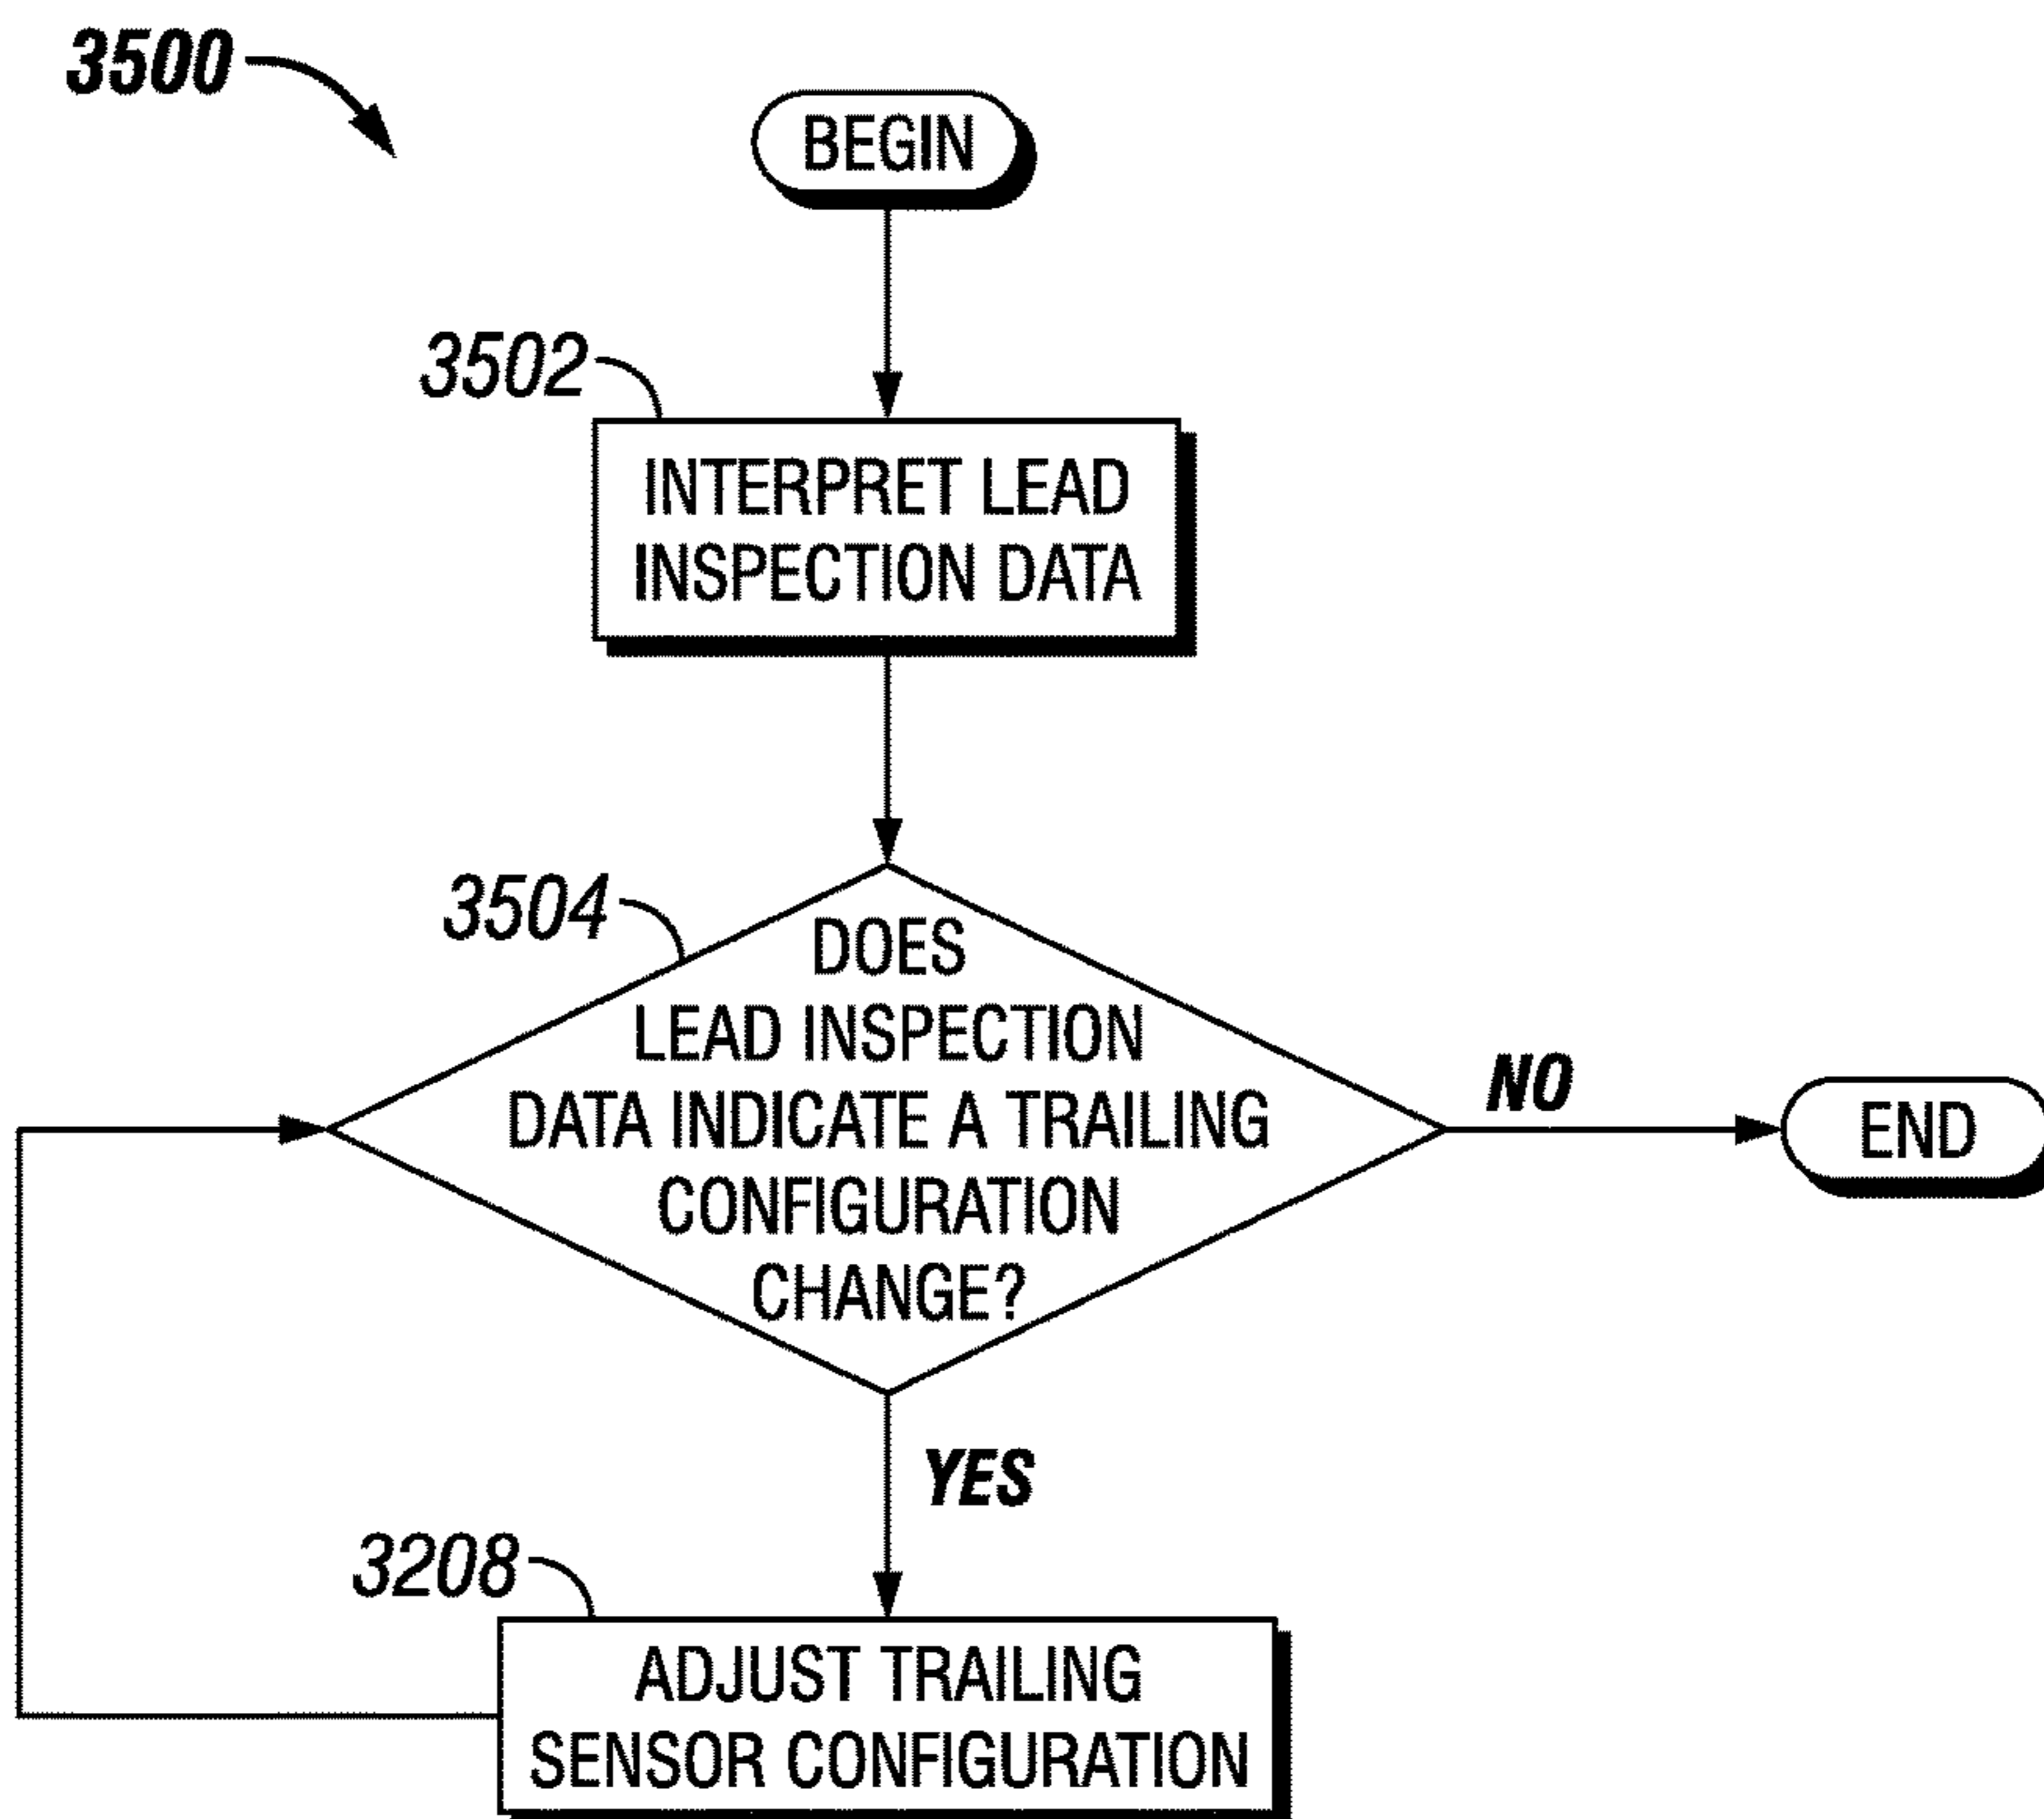 3500
BEGIN
3502
INTERPRET LEAD
INSPECTION DATA
3504
DOES
LEAD INSPECTION
DATA INDICATE A TRAILING
CONFIGURATION
CHANGE?
NO
END
YES
3208
ADJUST TRAILING
SENSOR CONFIGURATION